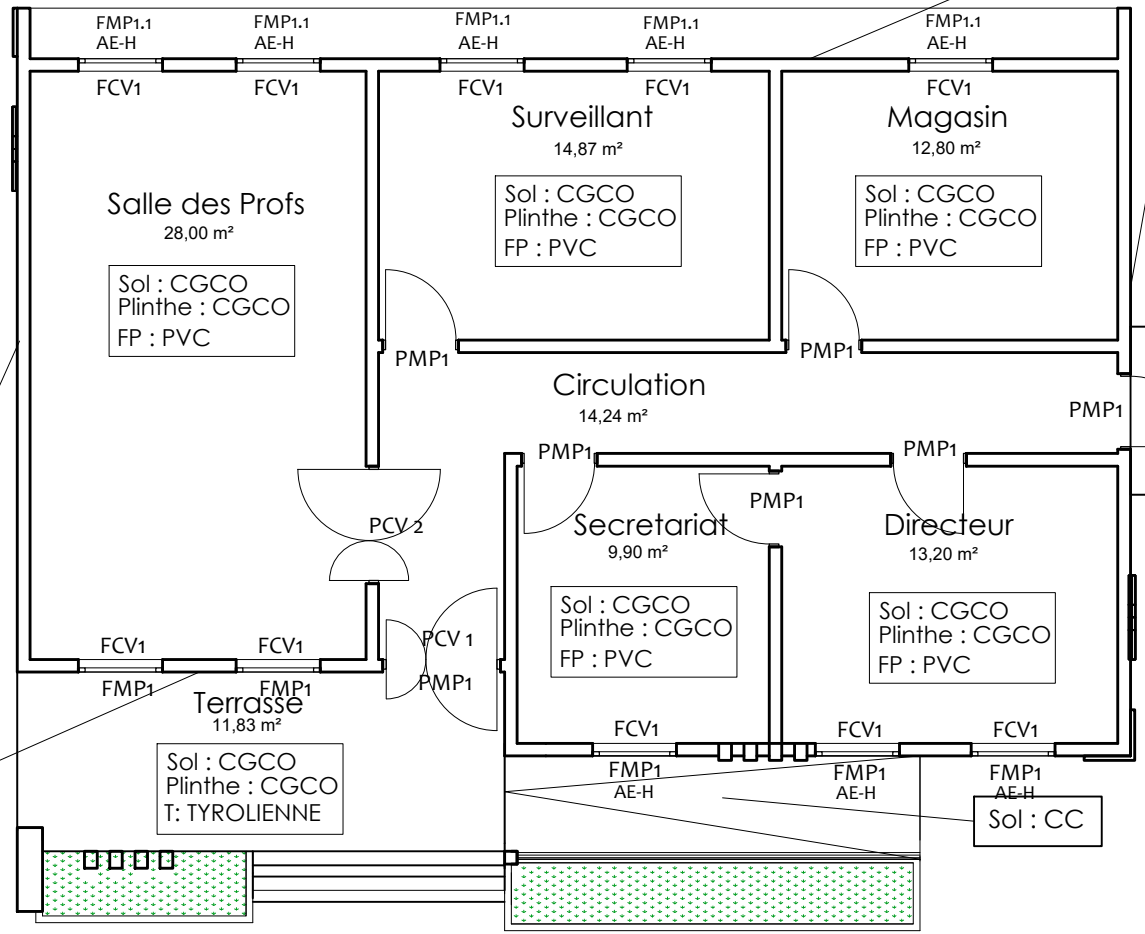 FMP1.1
AE-H
FMP1.1
AE-H
FMP1.1
AE-H
FMP1.1
AE-H
FMP1.1
AE-H
FCV1
FCV1
FCV1
FCV1
FCV1
Surveillant
14,87 m²
Sol : CGCO
Plinthe : CGCO
FP : PVC
Magasin
12,80 m²
Sol : CGCO
Plinthe : CGCO
FP : PVC
Salle des Profs
28,00 m²
Sol : CGCO
Plinthe : CGCO
FP : PVC
PMP1
PMP1
Circulation
14,24 m²
PMP1
PMP1
PMP1
PMP1
PCV 2
Secretariat
9,90 m²
Sol : CGCO
Plinthe : CGCO
FP : PVC
Directeur
13,20 m²
Sol : CGCO
Plinthe : CGCO
FP : PVC
PCV 1
PMP1
FCV1
FCV1
FMP1
FMP1
Terrasse
11,83 m²
Sol : CGCO
Plinthe : CGCO
T: TYROLIENNE
FCV1
FCV1
FCV1
FMP1
AE-H
FMP1
AE-H
FMP1
AE-H
Sol : CC